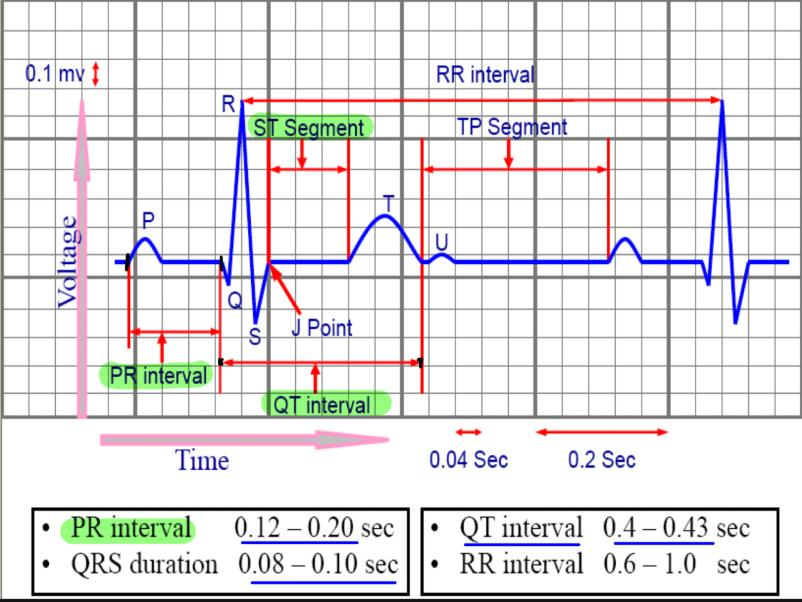 0.1 mv
RR interval
R
ST Segment
TP Segment
P
T
U
Voltage
Q
S
J Point
PR interval
QT interval
Time
0.04 Sec
0.2 Sec
• PR interval 0.12 – 0.20 sec
• QRS duration 0.08 – 0.10 sec
• QT interval 0.4 – 0.43 sec
• RR interval 0.6 – 1.0 sec